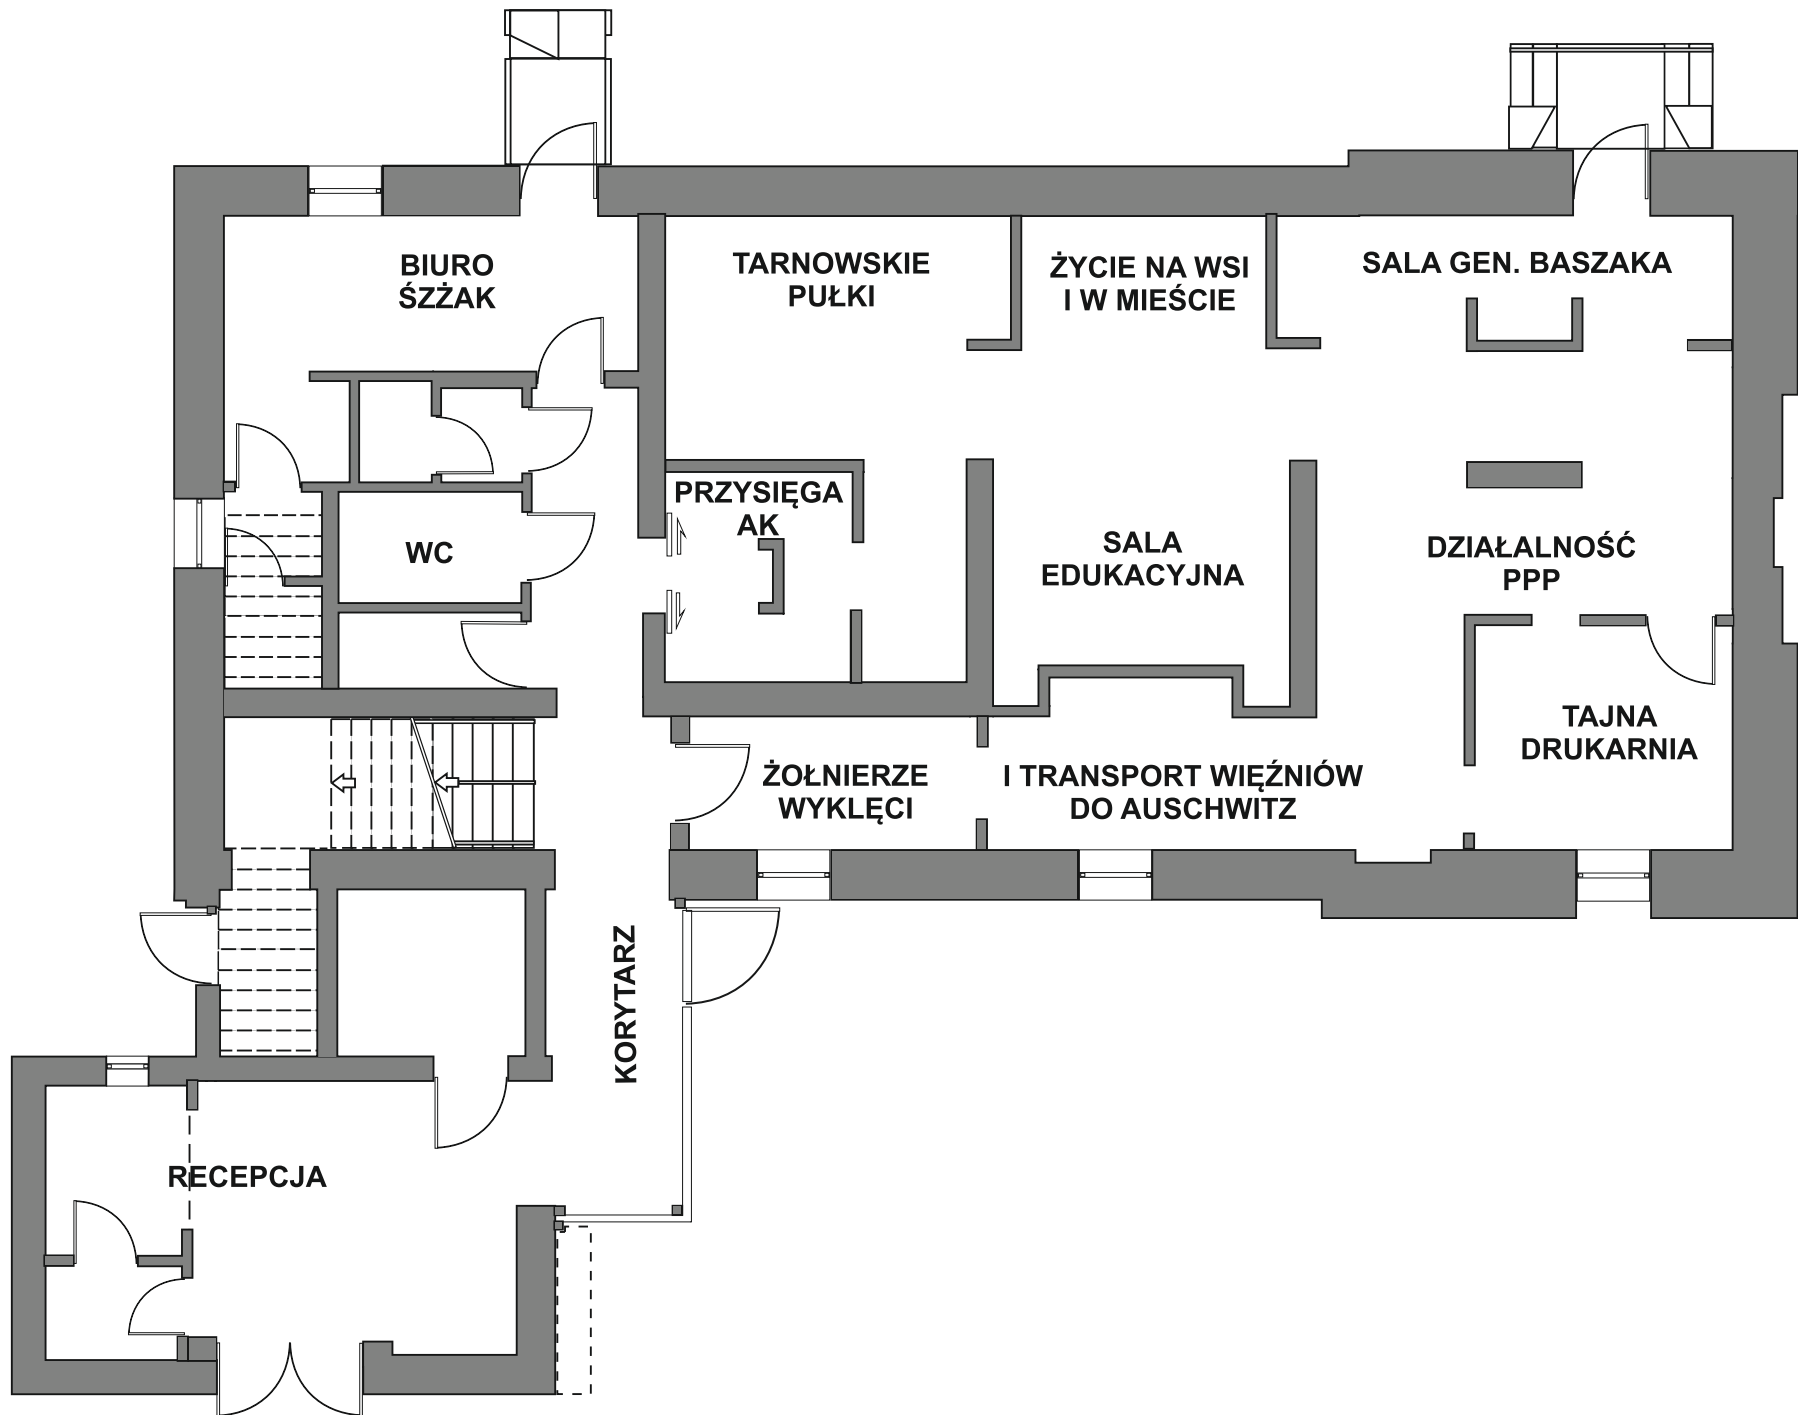 BIURO
ŚZŻAK
TARNOWSKIE
PUŁKI
ŻYCIE NA WSI
I W MIEŚCIE
SALA GEN. BASZAKA
PRZYSIĘGA
AK
WC
SALA
EDUKACYJNA
DZIAŁALNOŚĆ
PPP
TAJNA
DRUKARNIA
ŻOŁNIERZE
WYKLĘCI
I TRANSPORT WIĘŹNIÓW
DO AUSCHWITZ
KORYTARZ
RECEPCJA